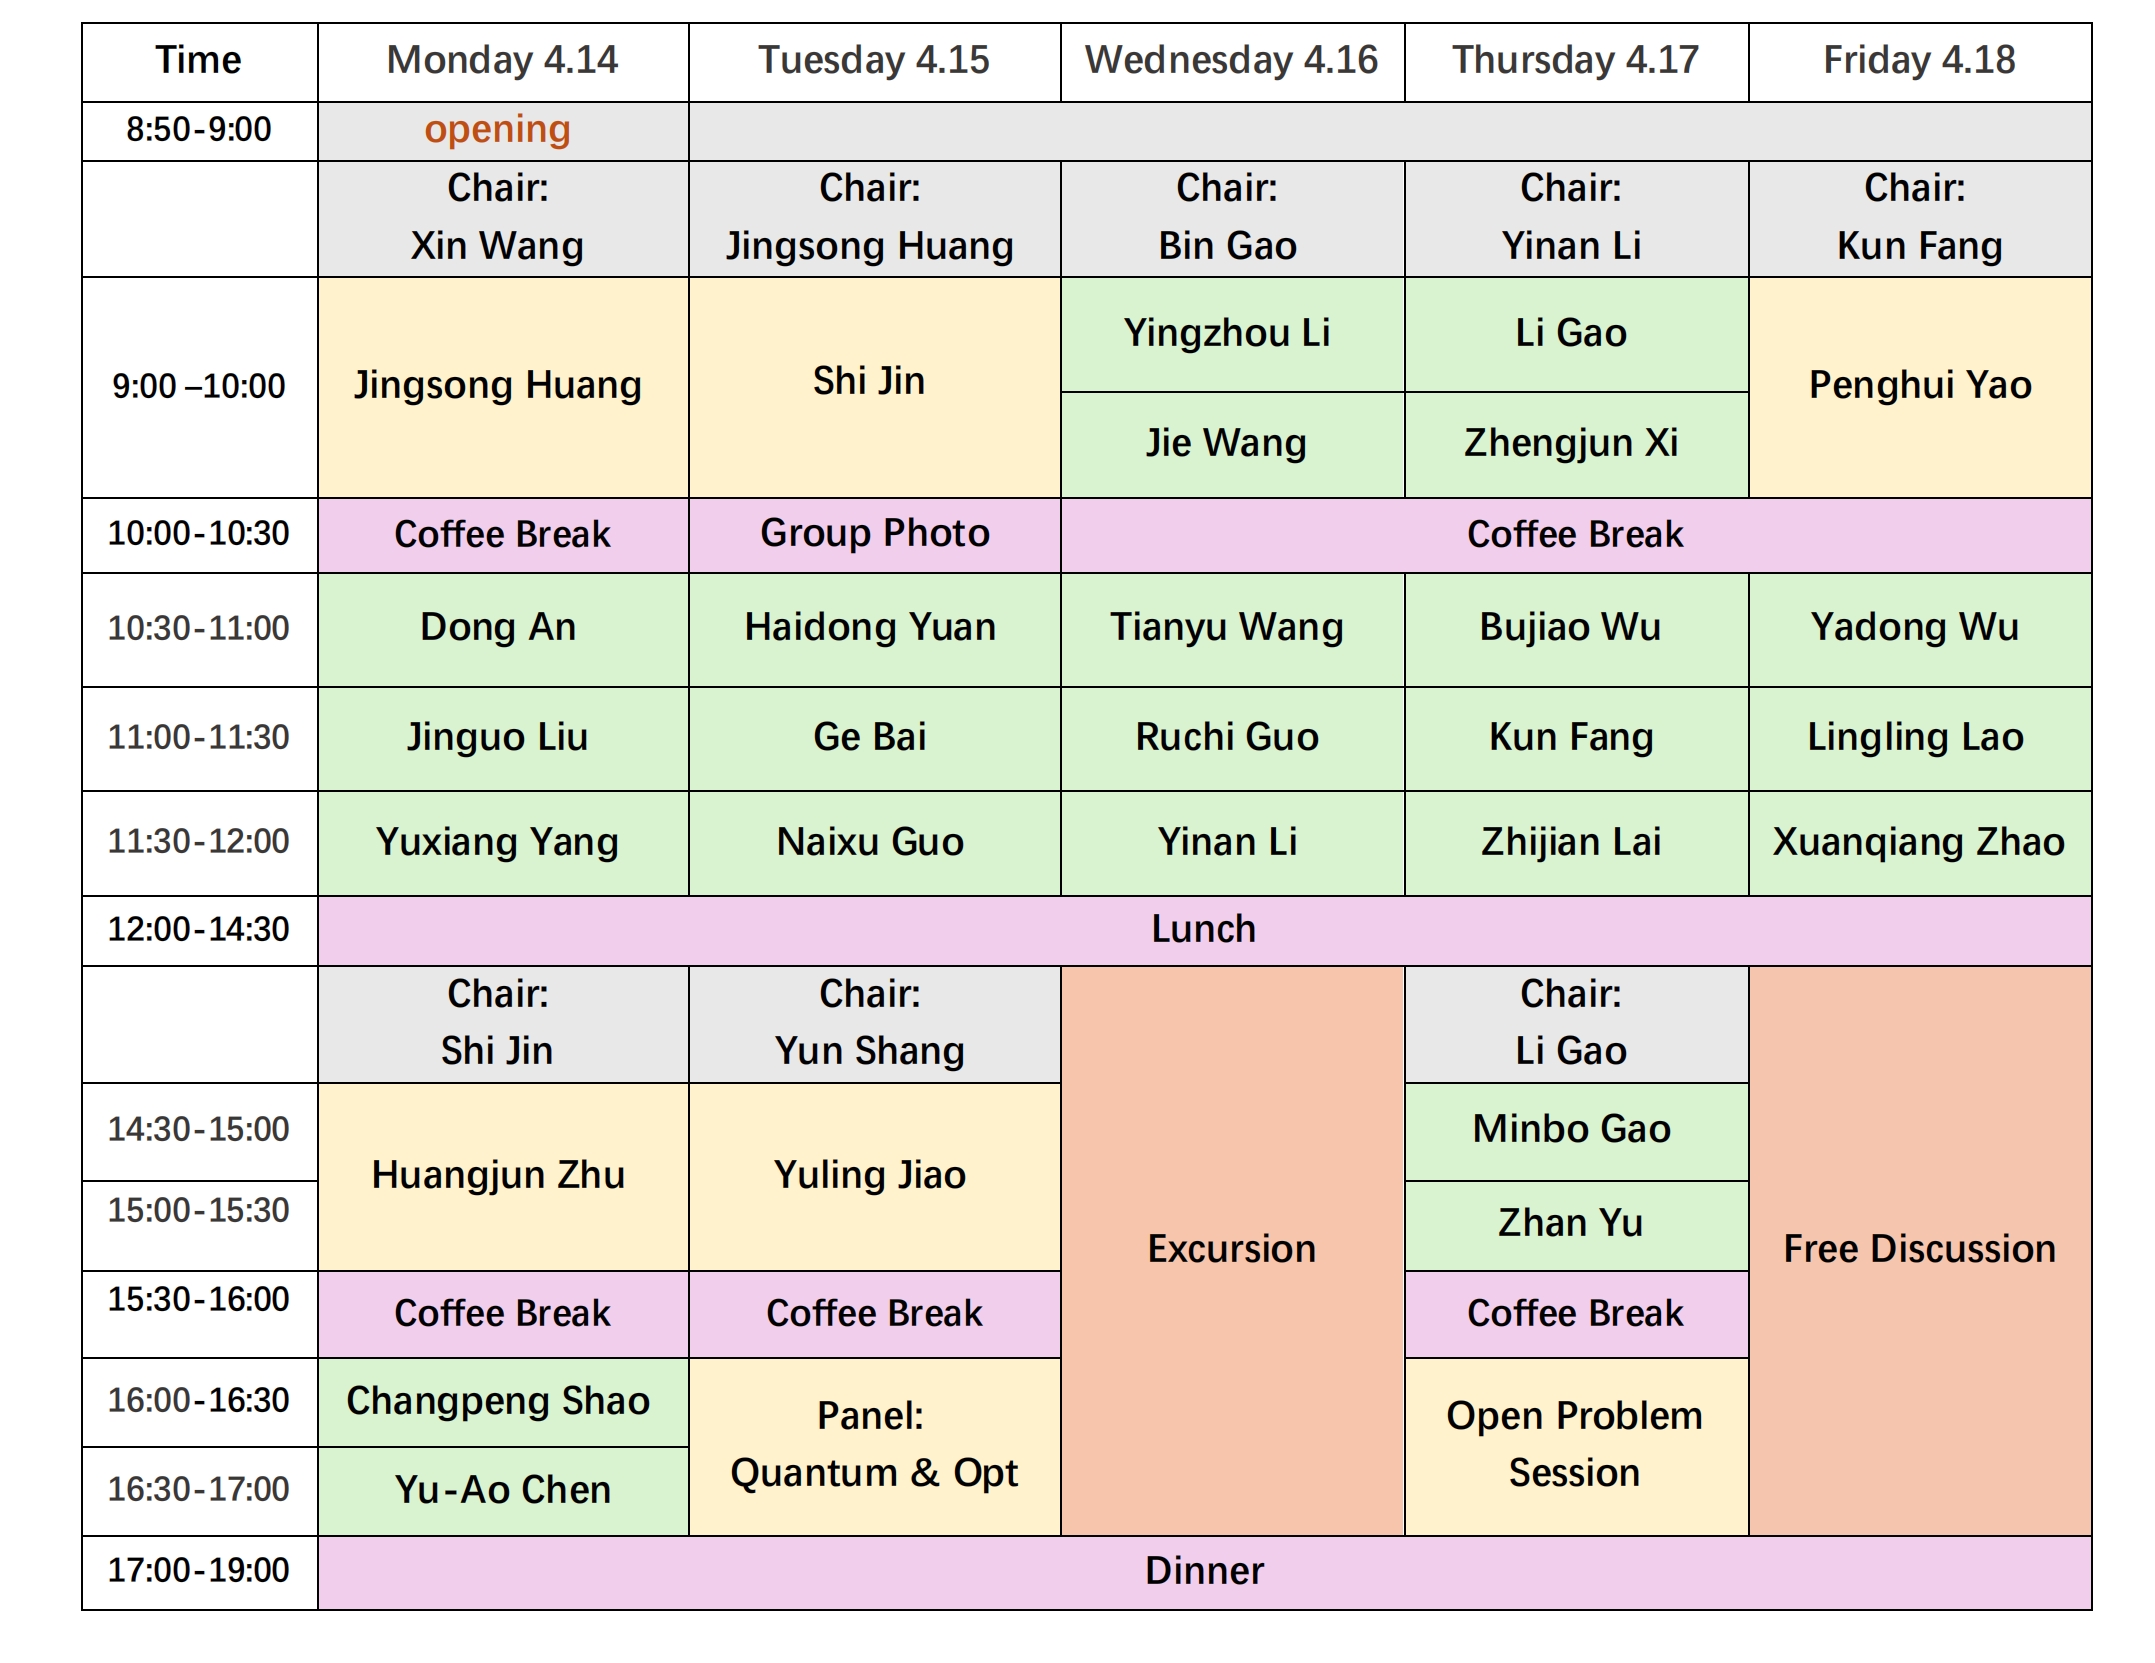 Time Monday 4.14 Tuesday 4.15 Wednesday 4.16 Thursday 4.17 Friday 4.18
8:50-9:00 opening
Chair: Chair: Chair: Chair: Chair:
Xin Wang Jingsong Huang Bin Gao Yinan Li Kun Fang
9:00 –10:00 Jingsong Huang Shi Jin Yingzhou Li Li Gao Penghui Yao
Jie Wang Zhengjun Xi
10:00-10:30 Coffee Break Group Photo Coffee Break
10:30-11:00 Dong An Haidong Yuan Tianyu Wang Bujiao Wu Yadong Wu
11:00-11:30 Jinguo Liu Ge Bai Ruchi Guo Kun Fang Lingling Lao
11:30-12:00 Yuxiang Yang Naixu Guo Yinan Li Zhijian Lai Xuanqiang Zhao
12:00-14:30 Lunch
Chair: Chair: Chair:
Shi Jin Yun Shang Li Gao
14:30-15:00 Huangjun Zhu Yuling Jiao Excursion Minbo Gao Free Discussion
15:00-15:30 Zhan Yu
15:30-16:00 Coffee Break Coffee Break Coffee Break
16:00-16:30 Changpeng Shao Panel: Open Problem
16:30-17:00 Yu-Ao Chen Quantum & Opt Session
17:00-19:00 Dinner